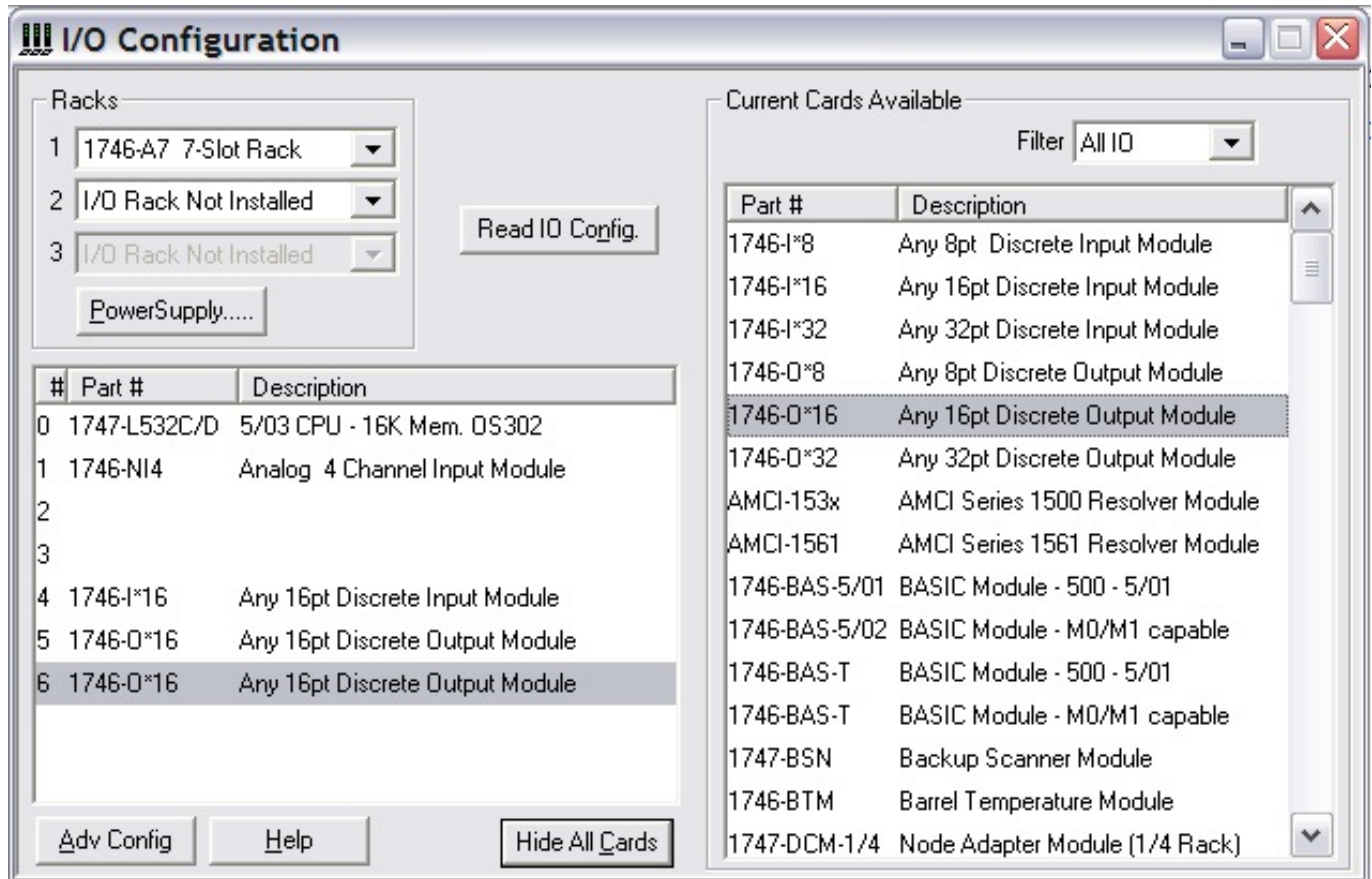 I/O Configuration
Racks
1 1746-A7 7-Slot Rack
2 I/O Rack Not Installed
3 I/O Rack Not Installed
PowerSupply.....
Read IO Config.
# Part # Description
0 1747-L532C/D 5/03 CPU - 16K Mem. OS302
1 1746-NI4 Analog 4 Channel Input Module
2
3
4 1746-I*16 Any 16pt Discrete Input Module
5 1746-O*16 Any 16pt Discrete Output Module
6 1746-O*16 Any 16pt Discrete Output Module
Adv Config Help Hide All Cards
Current Cards Available
Filter All IO
Part # Description
1746-I*8 Any 8pt Discrete Input Module
1746-I*16 Any 16pt Discrete Input Module
1746-I*32 Any 32pt Discrete Input Module
1746-O*8 Any 8pt Discrete Output Module
1746-O*16 Any 16pt Discrete Output Module
1746-O*32 Any 32pt Discrete Output Module
AMCI-153x AMCI Series 1500 Resolver Module
AMCI-1561 AMCI Series 1561 Resolver Module
1746-BAS-5/01 BASIC Module - 500 - 5/01
1746-BAS-5/02 BASIC Module - M0/M1 capable
1746-BAS-T BASIC Module - 500 - 5/01
1746-BAS-T BASIC Module - M0/M1 capable
1747-BSN Backup Scanner Module
1746-BTM Barrel Temperature Module
1747-DCM-1/4 Node Adapter Module (1/4 Rack)